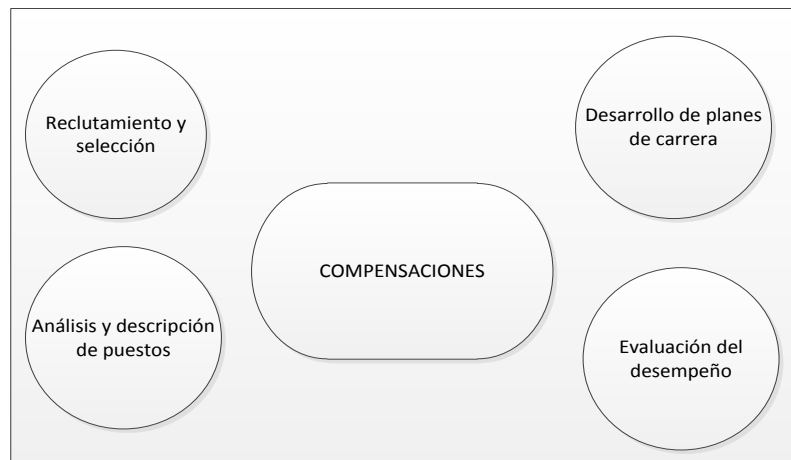 Reclutamiento y
selección
Desarrollo de planes
de carrera
COMPENSACIONES
Análisis y descripción
de puestos
Evaluación del
desempeño